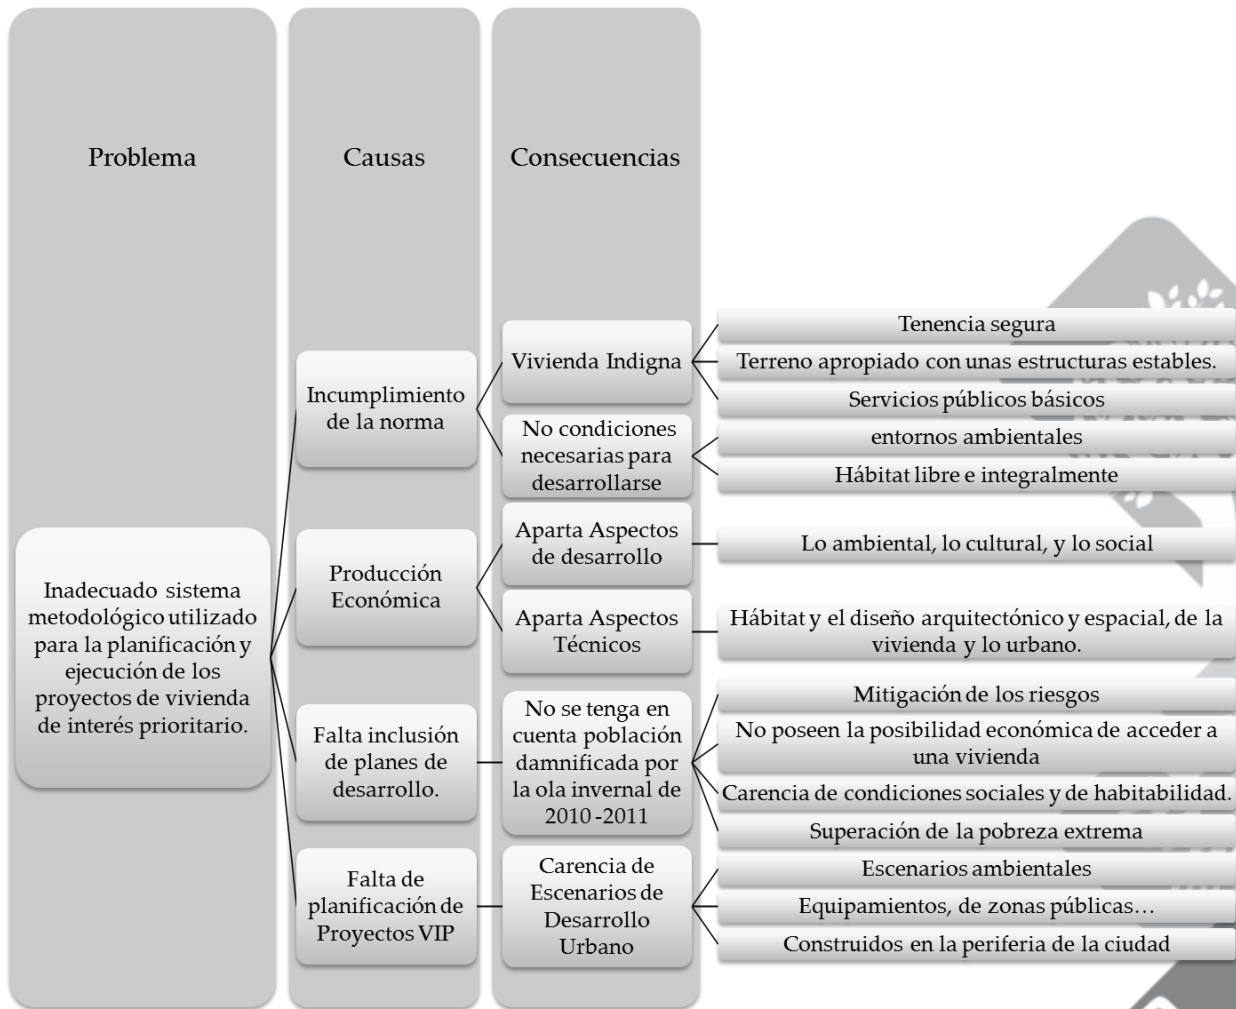 Problema
Causas
Consecuencias
Inadecuado sistema
metodológico utilizado
para la planificación y
ejecución de los
proyectos de vivienda
de interés prioritario.
Incumplimiento
de la norma
Vivienda Indigna
Tenencia segura
Terreno apropiado con unas estructuras estables.
Servicios públicos básicos
No condiciones
necesarias para
desarrollarse
entornos ambientales
Hábitat libre e integralmente
Producción
Económica
Aparta Aspectos
de desarrollo
Lo ambiental, lo cultural, y lo social
Aparta Aspectos
Técnicos
Hábitat y el diseño arquitectónico y espacial, de la
vivienda y lo urbano.
Falta inclusión
de planes de
desarrollo.
No se tenga en
cuenta población
damnificada por
la ola invernal de
2010 -2011
Mitigación de los riesgos
No poseen la posibilidad económica de acceder a
una vivienda
Carencia de condiciones sociales y de habitabilidad.
Superación de la pobreza extrema
Falta de
planificación de
Proyectos VIP
Carencia de
Escenarios de
Desarrollo
Urbano
Escenarios ambientales
Equipamientos, de zonas públicas…
Construidos en la periferia de la ciudad